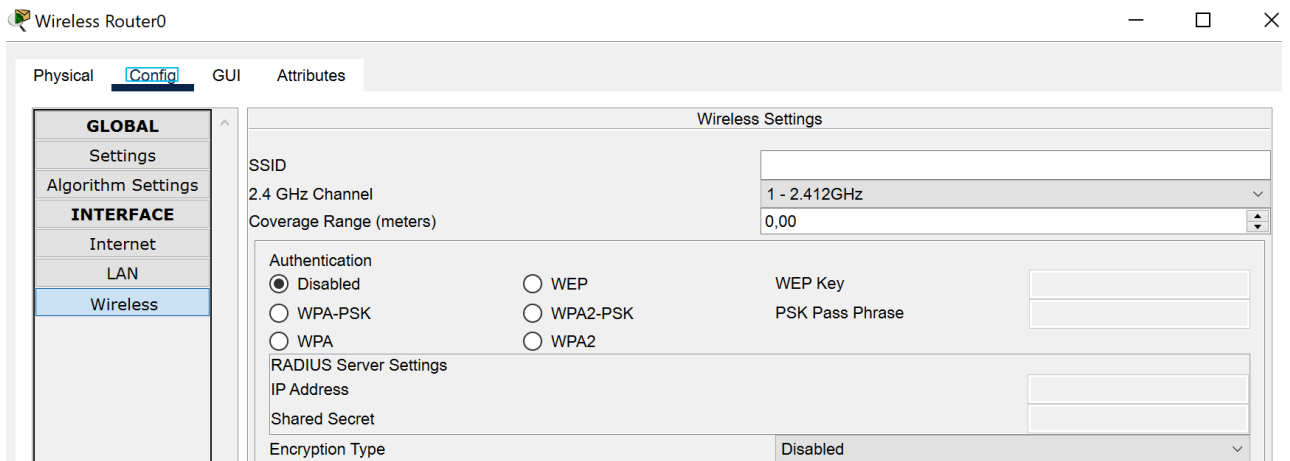 Wireless Router0
Physical Config GUI Attributes
GLOBAL
Settings
Algorithm Settings
INTERFACE
Internet
LAN
Wireless
Wireless Settings
SSID
2.4 GHz Channel 1 - 2.412GHz
Coverage Range (meters) 0,00
Authentication
Disabled WEP WEP Key
WPA-PSK WPA2-PSK PSK Pass Phrase
WPA WPA2
RADIUS Server Settings
IP Address
Shared Secret
Encryption Type Disabled